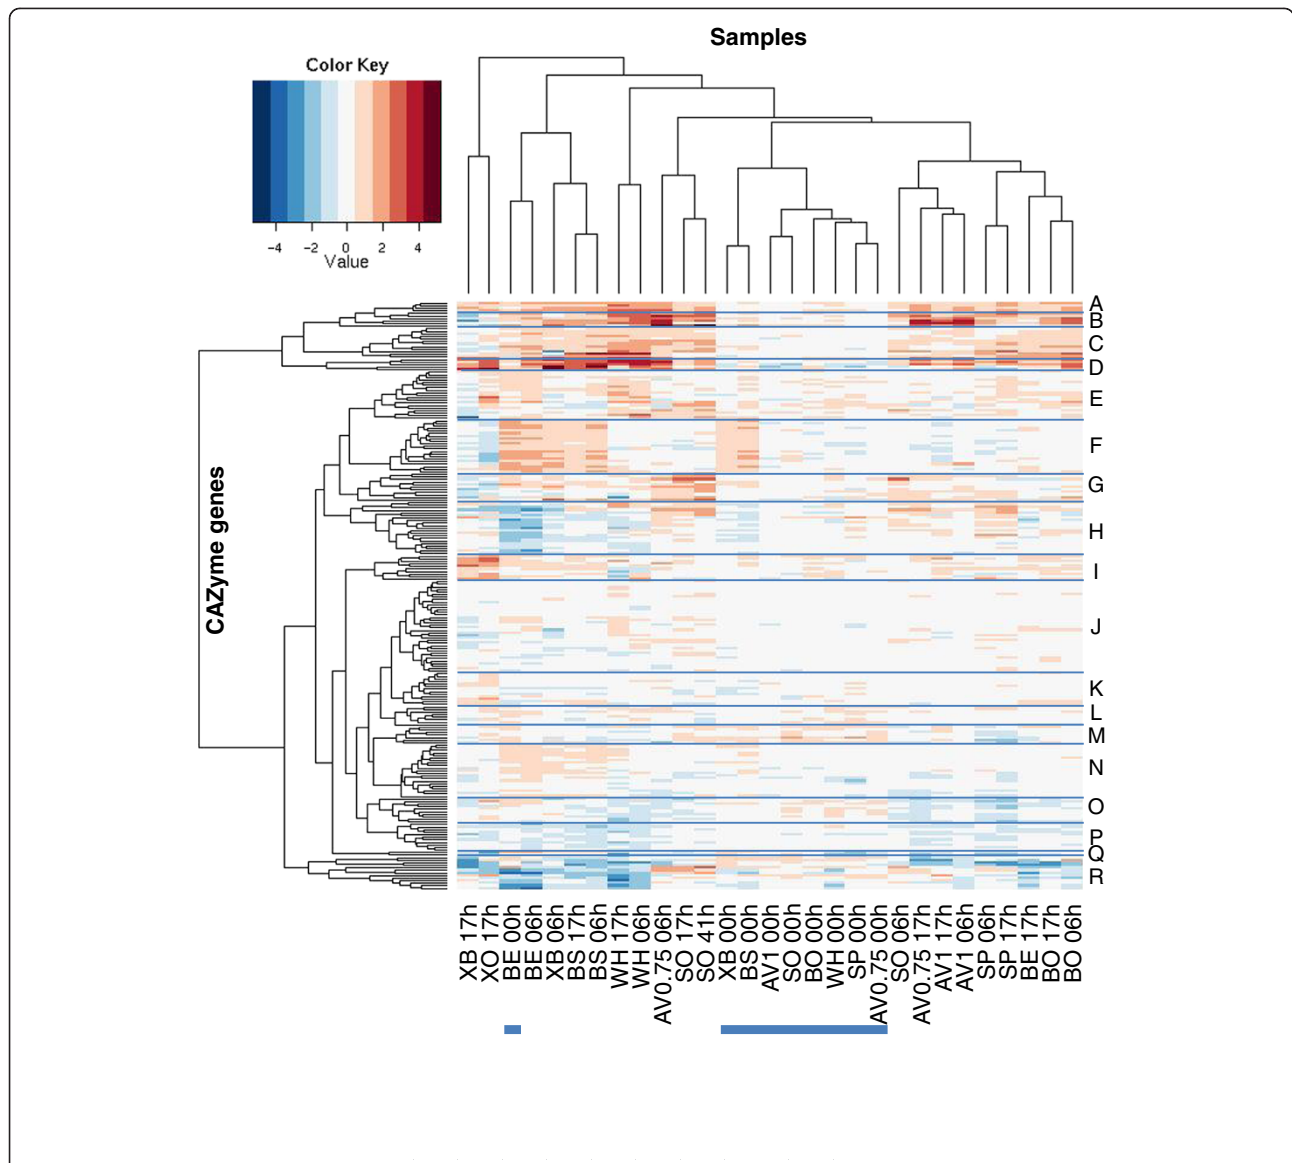 Samples
Color Key
−4 −2 0 2 4
Value
CAZyme genes
A
B
C
D
E
F
G
H
I
J
K
L
M
N
O
P
Q
R
XB 17h
XO 17h
BE 00h
BE 06h
XB 06h
BS 17h
BS 06h
WH 17h
WH 06h
AV0.75 06h
SO 17h
SO 41h
XB 00h
BS 00h
AV1 00h
SO 00h
BO 00h
WH 00h
SP 00h
AV0.75 00h
SO 06h
AV0.75 17h
AV1 17h
AV1 06h
SP 06h
SP 17h
BE 17h
BO 17h
BO 06h